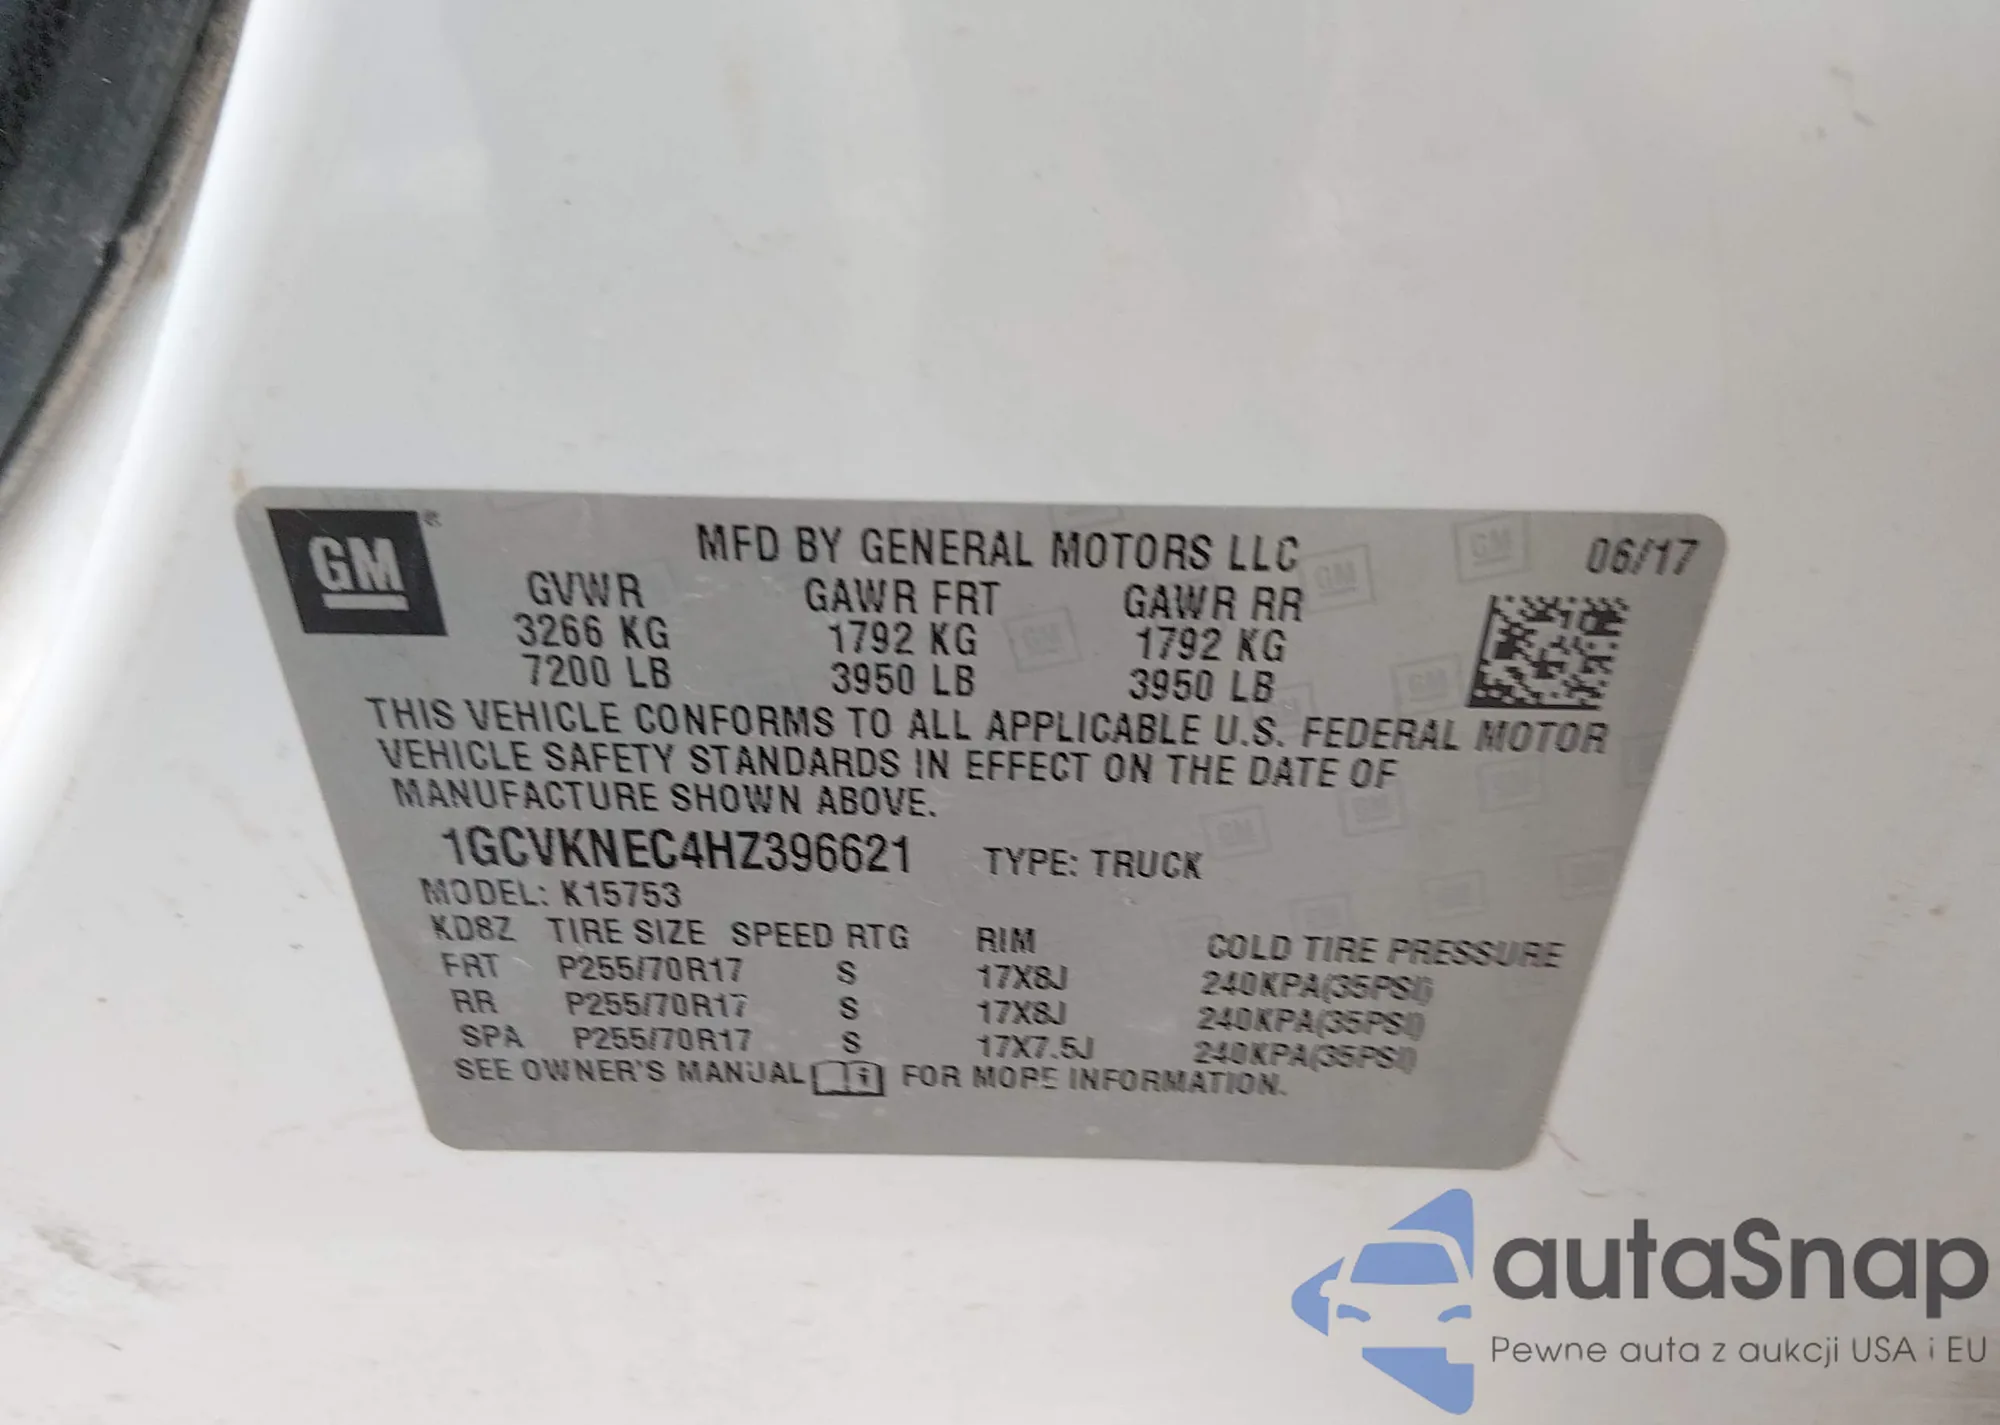 GM ®
MFD BY GENERAL MOTORS LLC 06/17
GVWR GAWR FRT GAWR RR
3266 KG 1792 KG 1792 KG
7200 LB 3950 LB 3950 LB
THIS VEHICLE CONFORMS TO ALL APPLICABLE U.S. FEDERAL MOTOR
VEHICLE SAFETY STANDARDS IN EFFECT ON THE DATE OF
MANUFACTURE SHOWN ABOVE.
1GCVKNEC4HZ396621 TYPE: TRUCK
MODEL: K15753
KD8Z TIRE SIZE SPEED RTG RIM COLD TIRE PRESSURE
FRT P255/70R17 S 17X8J 240KPA(35PSI)
RR P255/70R17 S 17X8J 240KPA(35PSI)
SPA P255/70R17 S 17X7.5J 240KPA(35PSI)
SEE OWNER'S MANUAL FOR MORE INFORMATION.
autaSnap
Pewne auta z aukcji USA i EU